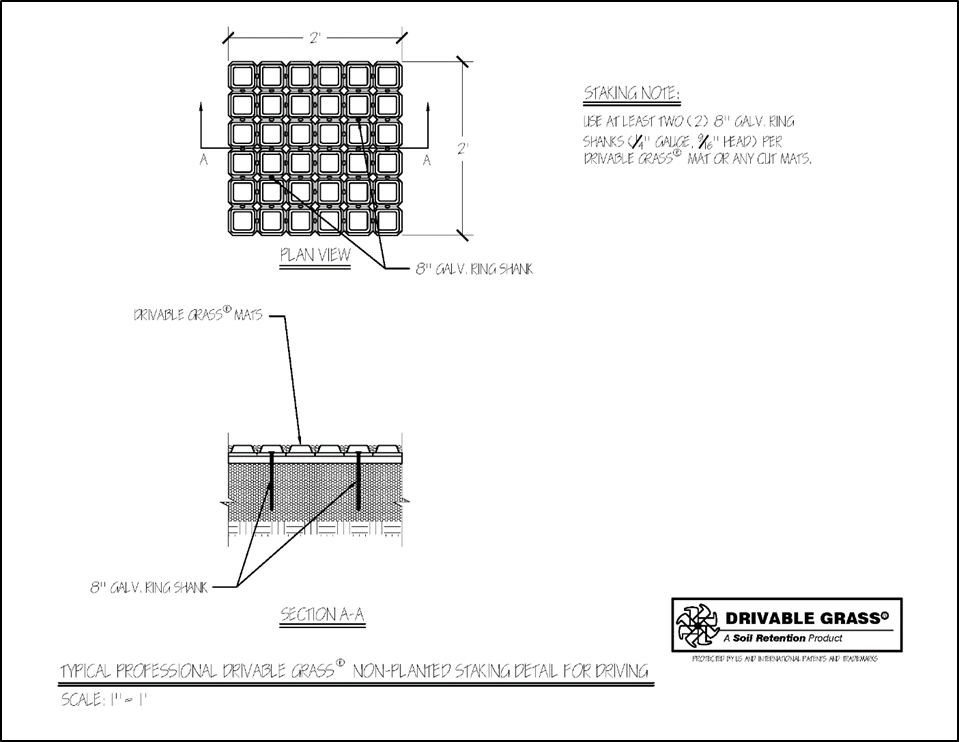 2'
STAKING NOTE:
USE AT LEAST TWO (2) 8" GALV. RING
SHANKS (1/4" GAUGE, 9/16" HEAD) PER
DRIVABLE GRASS® MAT OR ANY CUT MATS.
A
A
2'
PLAN VIEW
8" GALV. RING SHANK
DRIVABLE GRASS® MATS
8" GALV. RING SHANK
SECTION A-A
DRIVABLE GRASS®
A Soil Retention Product
PROTECTED BY US AND INTERNATIONAL PATENTS AND TRADEMARKS
TYPICAL PROFESSIONAL DRIVABLE GRASS® NON-PLANTED STAKING DETAIL FOR DRIVING
SCALE: 1" = 1'